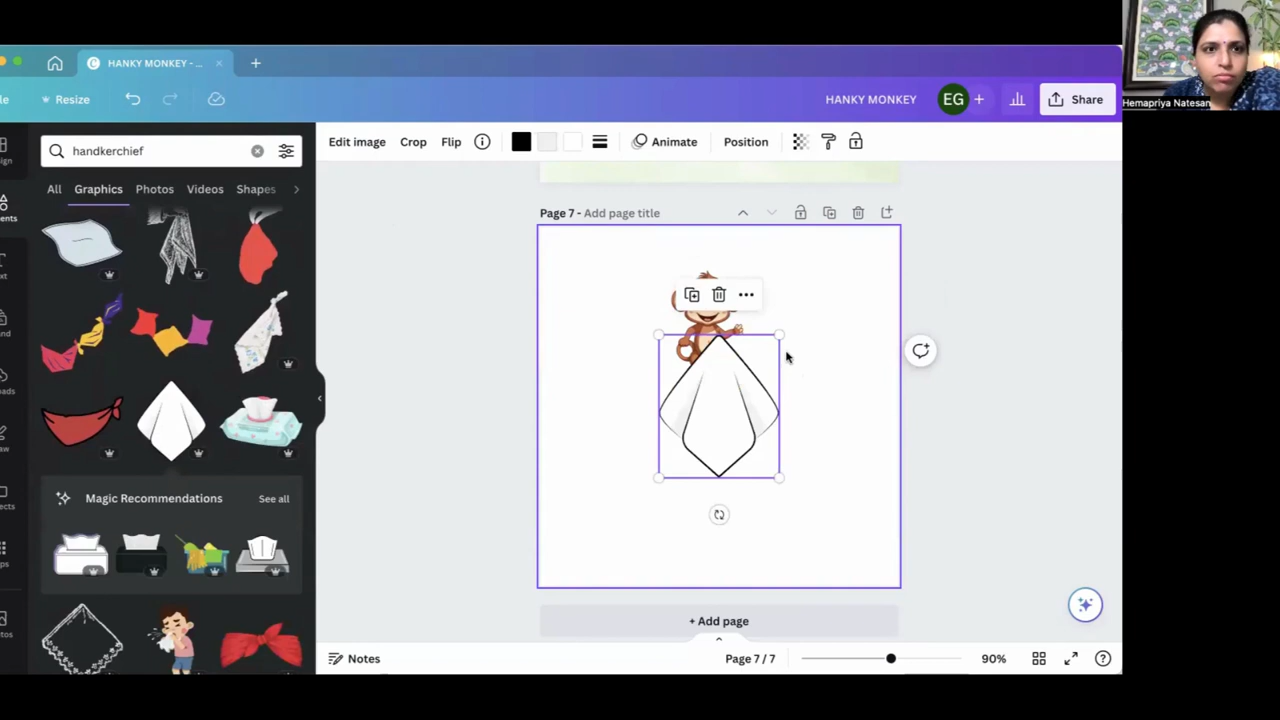 Hemapriya Natesan
HANKY MONKEY - ...
le
Resize
HANKY MONKEY
EG
Share
Edit image
Crop
Flip
Animate
Position
handkerchief
All
Graphics
Photos
Videos
Shapes
Page 7 - Add page title
Magic Recommendations
See all
+ Add page
Notes
Page 7 / 7
90%